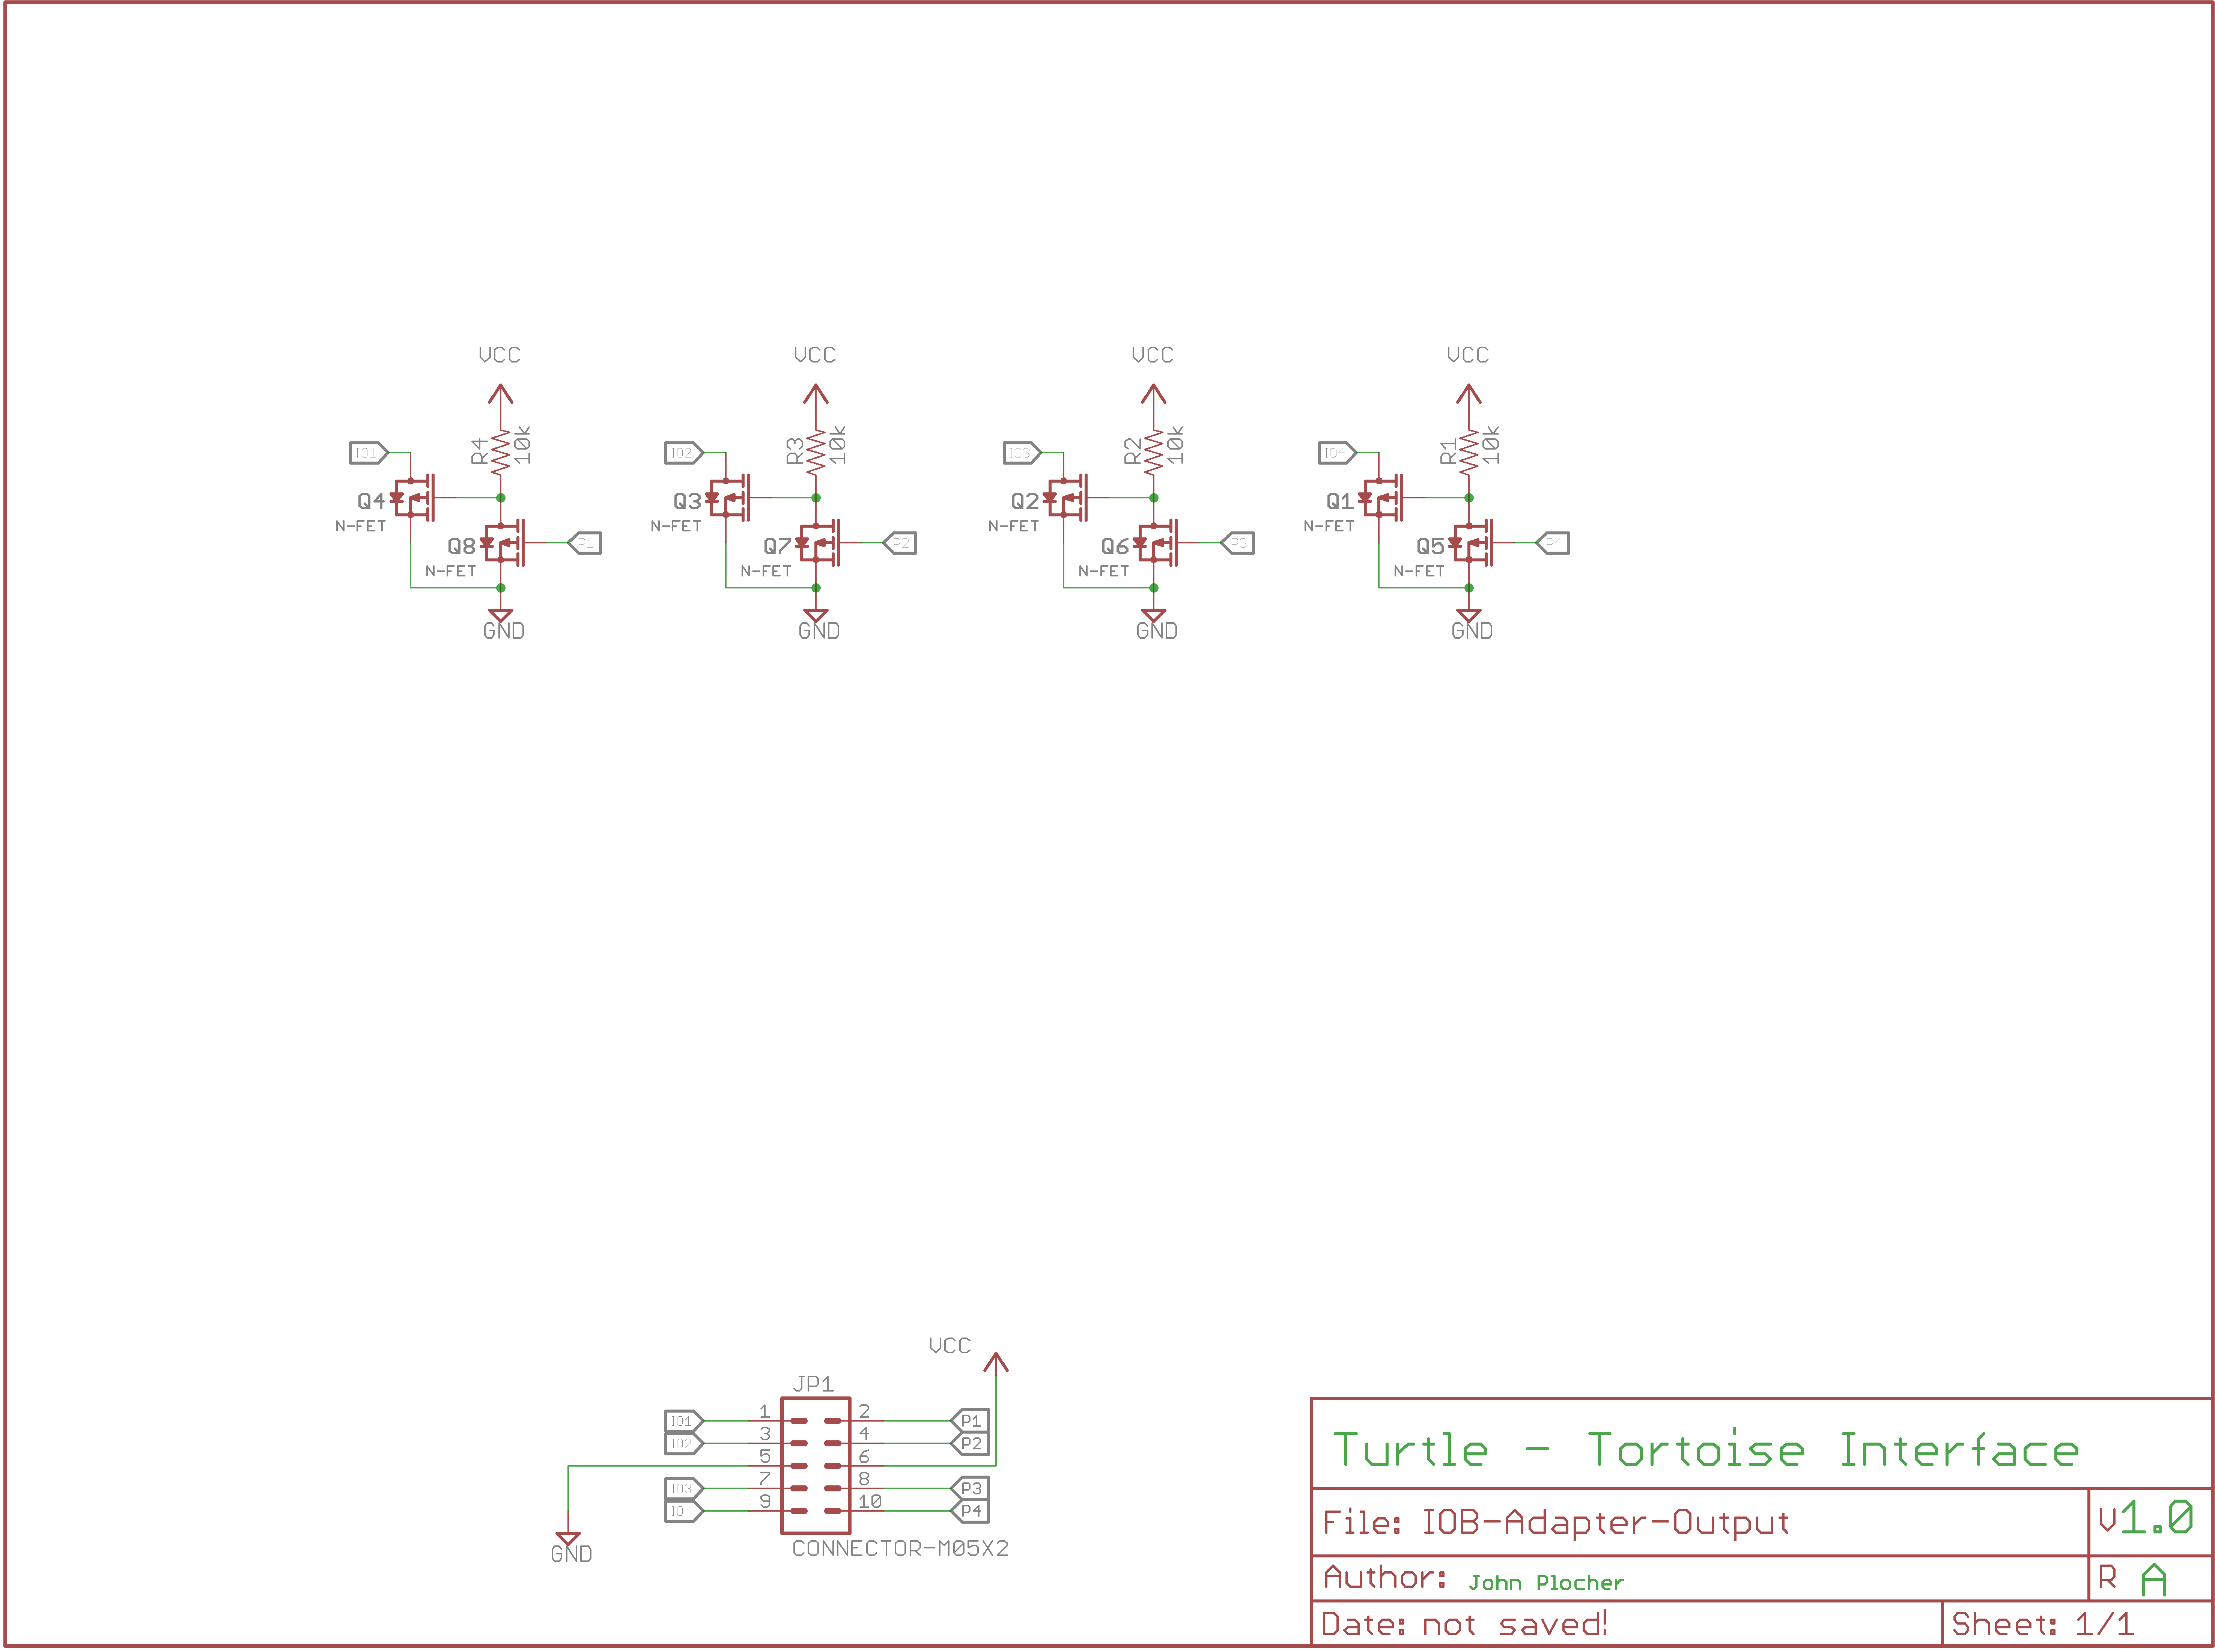 VCC VCC VCC VCC
R4 10k R3 10k R2 10k R1 10k
IO1 IO2 IO3 IO4
Q4 Q3 Q2 Q1
N-FET N-FET N-FET N-FET
Q8 P1 Q7 P2 Q6 P3 Q5 P4
N-FET N-FET N-FET N-FET
GND GND GND GND
VCC
JP1
IO1 1 2 P1
IO2 3 4 P2
5 6
IO3 7 8 P3
IO4 9 10 P4
GND
CONNECTOR-M05X2
Turtle - Tortoise Interface
File: IOB-Adapter-Output V1.0
Author: John Plocher R A
Date: not saved! Sheet: 1/1